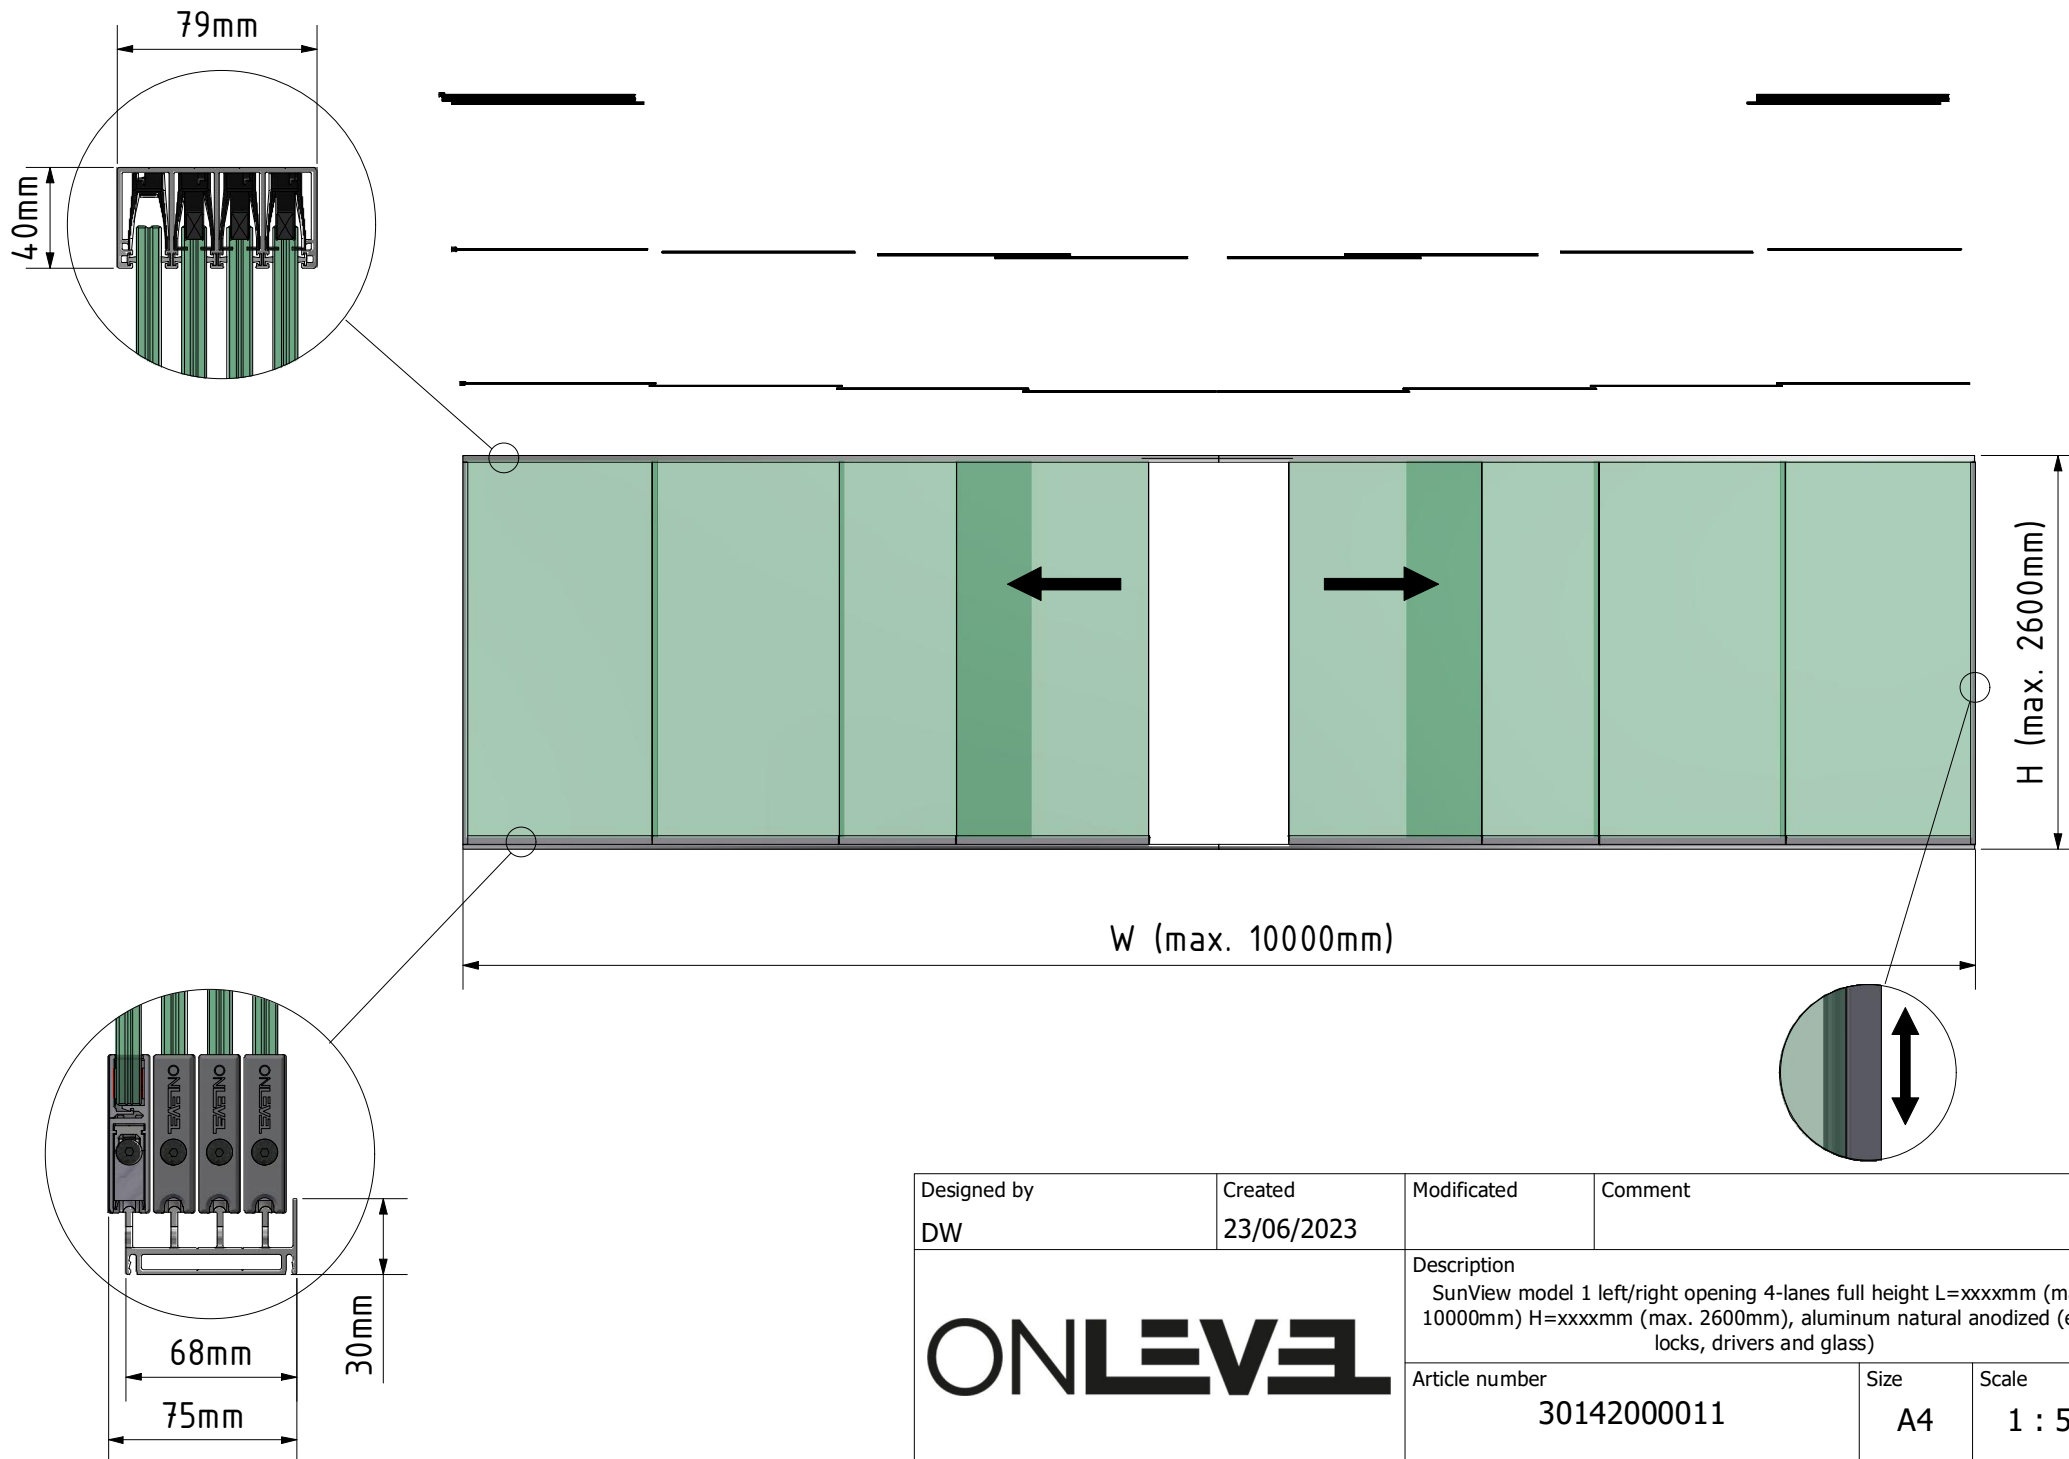 79mm
40mm
H (max. 2600mm)
W (max. 10000mm)
ONLEVEL
ONLEVEL
ONLEVEL
30mm
68mm
75mm
Designed by
DW
Created
23/06/2023
Modificated
Comment
ONLEVEL
Description
SunView model 1 left/right opening 4-lanes full height L=xxxxmm
10000mm) H=xxxxmm (max. 2600mm), aluminum natural anodized
locks, drivers and glass)
Article number
30142000011
Size
A4
Scale
1 : 5